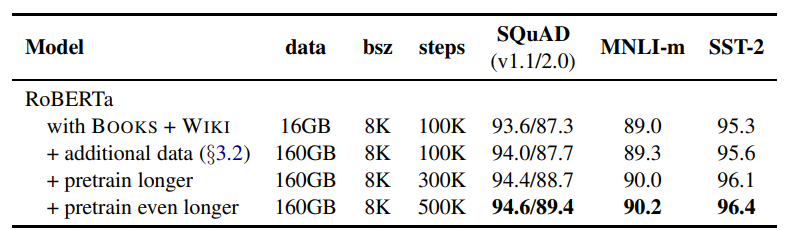 Model data bsz steps SQuAD (v1.1/2.0) MNLI-m SST-2
RoBERTa
with BOOKS + WIKI 16GB 8K 100K 93.6/87.3 89.0 95.3
+ additional data (§3.2) 160GB 8K 100K 94.0/87.7 89.3 95.6
+ pretrain longer 160GB 8K 300K 94.4/88.7 90.0 96.1
+ pretrain even longer 160GB 8K 500K 94.6/89.4 90.2 96.4